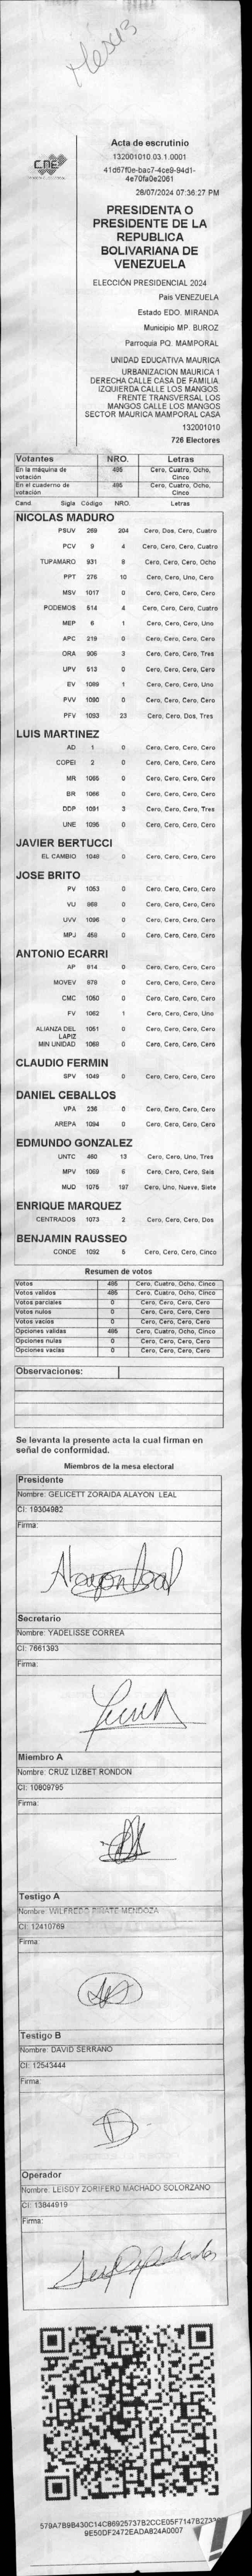 CNE
Acta de escrutinio
132001010.03.1.0001
41d67f0e-bac7-4ce9-94d1-
4e70fa0e2061
28/07/2024 07:36:27 PM
PRESIDENTA O
PRESIDENTE DE LA
REPUBLICA
BOLIVARIANA DE
VENEZUELA
ELECCIÓN PRESIDENCIAL 2024
País VENEZUELA
Estado EDO. MIRANDA
Municipio MP. BUROZ
Parroquia PQ. MAMPORAL
UNIDAD EDUCATIVA MAURICA
URBANIZACION MAURICA 1
DERECHA CALLE CASA DE FAMILIA.
IZQUIERDA CALLE LOS MANGOS.
FRENTE TRANSVERSAL LOS
MANGOS CALLE LOS MANGOS
SECTOR MAURICA MAMPORAL CASA
132001010
726 Electores
Votantes NRO. Letras
En la máquina de votación 485 Cero, Cuatro, Ocho, Cinco
En el cuaderno de votación 485 Cero, Cuatro, Ocho, Cinco
Cand. Sigla Código NRO. Letras
NICOLAS MADURO
PSUV 269 204 Cero, Dos, Cero, Cuatro
PCV 9 4 Cero, Cero, Cero, Cuatro
TUPAMARO 931 8 Cero, Cero, Cero, Ocho
PPT 276 10 Cero, Cero, Uno, Cero
MSV 1017 0 Cero, Cero, Cero, Cero
PODEMOS 514 4 Cero, Cero, Cero, Cuatro
MEP 6 1 Cero, Cero, Cero, Uno
APC 219 0 Cero, Cero, Cero, Cero
ORA 906 3 Cero, Cero, Cero, Tres
UPV 513 0 Cero, Cero, Cero, Cero
EV 1089 1 Cero, Cero, Cero, Uno
PVV 1090 0 Cero, Cero, Cero, Cero
PFV 1093 23 Cero, Cero, Dos, Tres
LUIS MARTINEZ
AD 1 0 Cero, Cero, Cero, Cero
COPEI 2 0 Cero, Cero, Cero, Cero
MR 1065 0 Cero, Cero, Cero, Cero
BR 1066 0 Cero, Cero, Cero, Cero
DDP 1091 3 Cero, Cero, Cero, Tres
UNE 1095 0 Cero, Cero, Cero, Cero
JAVIER BERTUCCI
EL CAMBIO 1048 0 Cero, Cero, Cero, Cero
JOSE BRITO
PV 1053 0 Cero, Cero, Cero, Cero
VU 868 0 Cero, Cero, Cero, Cero
UVV 1096 0 Cero, Cero, Cero, Cero
MPJ 458 0 Cero, Cero, Cero, Cero
ANTONIO ECARRI
AP 914 0 Cero, Cero, Cero, Cero
MOVEV 878 0 Cero, Cero, Cero, Cero
CMC 1050 0 Cero, Cero, Cero, Cero
FV 1062 1 Cero, Cero, Cero, Uno
ALIANZA DEL LAPIZ 1051 0 Cero, Cero, Cero, Cero
MIN UNIDAD 1068 0 Cero, Cero, Cero, Cero
CLAUDIO FERMIN
SPV 1049 0 Cero, Cero, Cero, Cero
DANIEL CEBALLOS
VPA 236 0 Cero, Cero, Cero, Cero
AREPA 1094 0 Cero, Cero, Cero, Cero
EDMUNDO GONZALEZ
UNTC 460 13 Cero, Cero, Uno, Tres
MPV 1069 6 Cero, Cero, Cero, Seis
MUD 1075 197 Cero, Uno, Nueve, Siete
ENRIQUE MARQUEZ
CENTRADOS 1073 2 Cero, Cero, Cero, Dos
BENJAMIN RAUSSEO
CONDE 1092 5 Cero, Cero, Cero, Cinco
Resumen de votos
Votos 485 Cero, Cuatro, Ocho, Cinco
Votos validos 485 Cero, Cuatro, Ocho, Cinco
Votos parciales 0 Cero, Cero, Cero, Cero
Votos nulos 0 Cero, Cero, Cero, Cero
Votos vacios 0 Cero, Cero, Cero, Cero
Opciones validas 485 Cero, Cuatro, Ocho, Cinco
Opciones nulas 0 Cero, Cero, Cero, Cero
Opciones vacias 0 Cero, Cero, Cero, Cero
Observaciones:
Se levanta la presente acta la cual firman en
señal de conformidad.
Miembros de la mesa electoral
Presidente
Nombre: GELICETT ZORAIDA ALAYON LEAL
CI: 19304982
Firma:
Secretario
Nombre: YADELISSE CORREA
CI: 7661393
Firma:
Miembro A
Nombre: CRUZ LIZBET RONDON
CI: 10809795
Firma:
Testigo A
Nombre: WILFREDO MENDOZA
CI: 12410769
Firma:
Testigo B
Nombre: DAVID SERRANO
CI: 12543444
Firma:
Operador
Nombre: LEISDY ZORIFERD MACHADO SOLORZANO
CI: 13844919
Firma:
9E50DF2472EADA824A0007